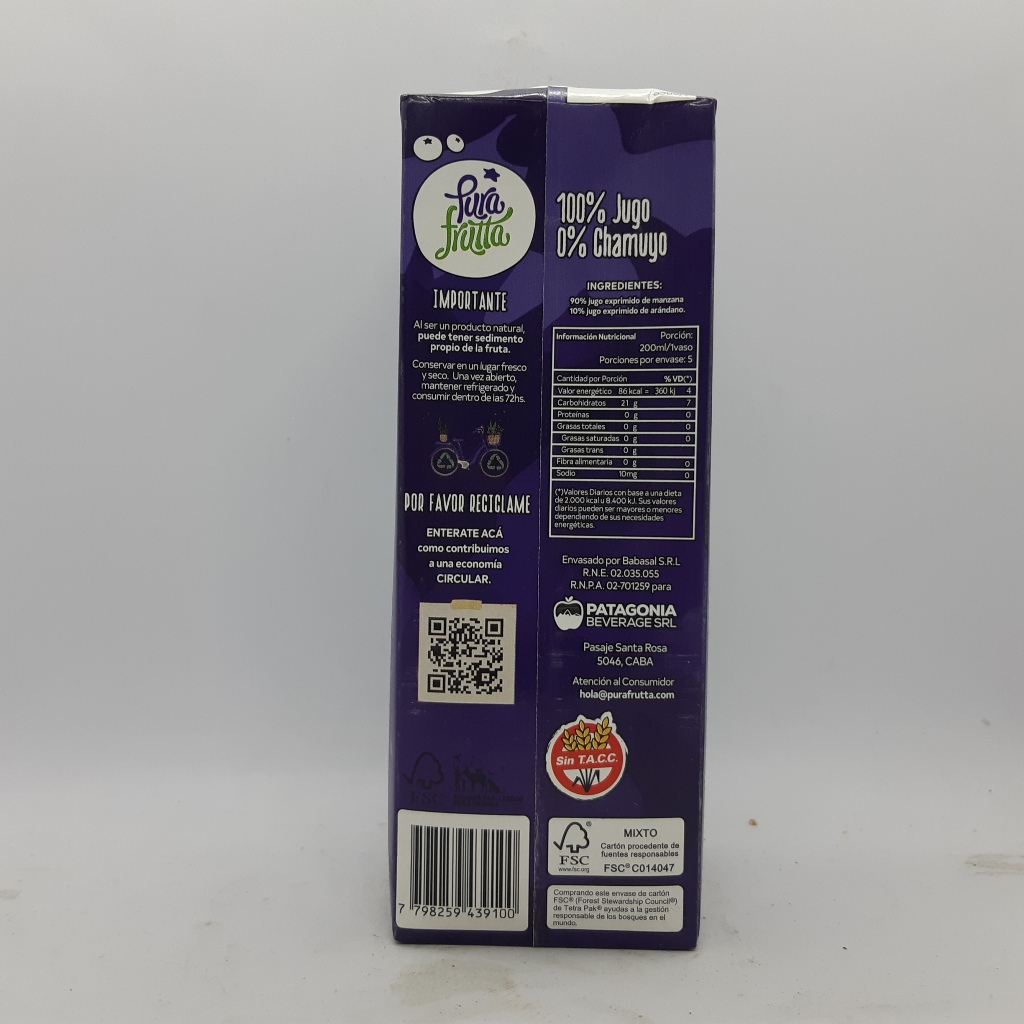 Pura
frutta
IMPORTANTE
Al ser un producto natural,
puede tener sedimento
propio de la fruta.
Conservar en un lugar fresco
y seco. Una vez abierto,
mantener refrigerado y
consumir dentro de las 72hs.
POR FAVOR RECICLAME
ENTERATE ACÁ
como contribuimos
a una economía
CIRCULAR.
FSC
7 798259 439100
100% Jugo
0% Chamuyo
INGREDIENTES:
90% jugo exprimido de manzana
10% jugo exprimido de arándano.
Información Nutricional Porción:
200ml/1vaso
Porciones por envase: 5
Cantidad por Porción % VD(*)
Valor energético 86 kcal = 360 kj 4
Carbohidratos 21 g 7
Proteínas 0 g 0
Grasas totales 0 g 0
Grasas saturadas 0 g 0
Grasas trans 0 g
Fibra alimentaria 0 g 0
Sodio 10mg 0
(*)Valores Diarios con base a una dieta
de 2.000 kcal u 8.400 kJ. Sus valores
diarios pueden ser mayores o menores
dependiendo de sus necesidades
energéticas.
Envasado por Babasal S.R.L
R.N.E. 02.035.055
R.N.P.A. 02-701259 para
PATAGONIA
BEVERAGE SRL
Pasaje Santa Rosa
5046, CABA
Atención al Consumidor
hola@purafrutta.com
Sin T.A.C.C.
FSC
www.fsc.org
MIXTO
Cartón procedente de
fuentes responsables
FSC® C014047
Comprando este envase de cartón
FSC® (Forest Stewardship Council®)
de Tetra Pak® ayudas a la gestión
responsable de los bosques en el
mundo.